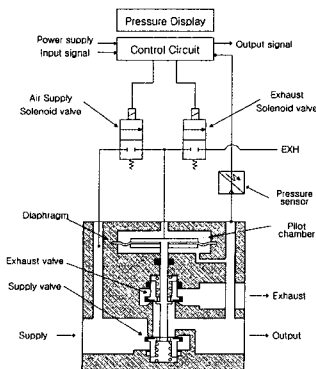 Pressure Display
Power supply
Input signal
Control Circuit
Output signal
Air Supply
Solenoid valve
Exhaust
Solenoid valve
EXH
Pressure
sensor
Diaphragm
Pilot
chamber
Exhaust valve
Supply valve
Exhaust
Supply
Output